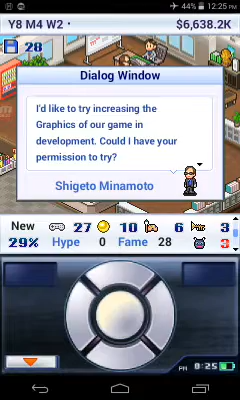 44% 12:25 PM
Y8 M4 W2 $6,638.2K
28
Dialog Window
I'd like to try increasing the
Graphics of our game in
development. Could I have your
permission to try?
Shigeto Minamoto
New 27 10 6 3
29% Hype 0 Fame 28 3
PM 8:25